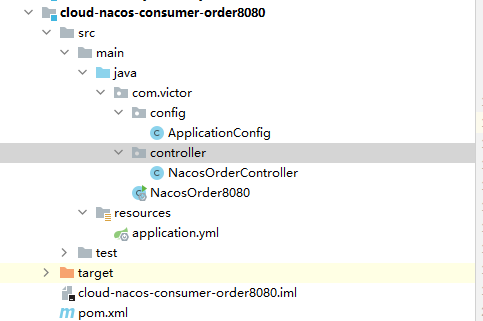 cloud-nacos-consumer-order8080
src
main
java
com.victor
config
ApplicationConfig
controller
NacosOrderController
NacosOrder8080
resources
application.yml
test
target
cloud-nacos-consumer-order8080.iml
pom.xml